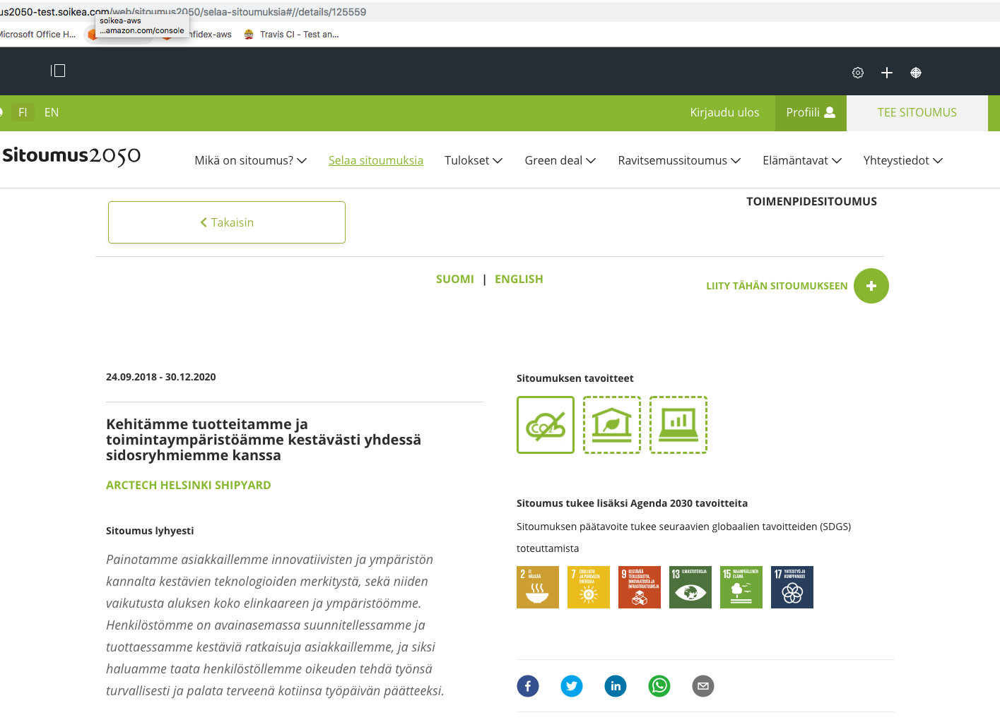 us2050-test.soikea.com/web/sitoumus2050/selaa-sitoumuksia#//details/125559
soikea-aws
...amazon.com/console
Microsoft Office H...
nfidex-aws
Travis CI - Test an...
FI
EN
Kirjaudu ulos
Profiili
TEE SITOUMUS
Sitoumus2050
Mikä on sitoumus?
Selaa sitoumuksia
Tulokset
Green deal
Ravitsemussitoumus
Elämäntavat
Yhteystiedot
Takaisin
TOIMENPIDESITOUMUS
SUOMI | ENGLISH
LIITY TÄHÄN SITOUMUKSEEN
24.09.2018 - 30.12.2020
Kehitämme tuotteitamme ja
toimintaympäristöämme kestävästi yhdessä
sidosryhmiemme kanssa
ARCTECH HELSINKI SHIPYARD
Sitoumus lyhyesti
Painotamme asiakkaillemme innovatiivisten ja ympäristön
kannalta kestävien teknologioiden merkitystä, sekä niiden
vaikutusta aluksen koko elinkaareen ja ympäristöömme.
Henkilöstömme on avainasemassa suunnitellessamme ja
tuottaessamme kestäviä ratkaisuja asiakkaillemme, ja siksi
haluamme taata henkilöstöllemme oikeuden tehdä työnsä
turvallisesti ja palata terveenä kotiinsa työpäivän päätteeksi.
Sitoumuksen tavoitteet
CO2
Sitoumus tukee lisäksi Agenda 2030 tavoitteita
Sitoumuksen päätavoite tukee seuraavien globaalien tavoitteiden (SDGS)
toteuttamista
2 EI
NÄLKÄÄ
7 EDULLISTA
JA PUHDASTA
ENERGIAA
9 KESTÄVÄÄ
TEOLLISUUTTA,
INNOVAATIOITA JA
INFRASTRUKTUUREJA
13 ILMASTOTEKOJA
15 MAANPÄÄLLINEN
ELÄMÄ
17 YHTEISTYÖ JA
KUMPPANUUS